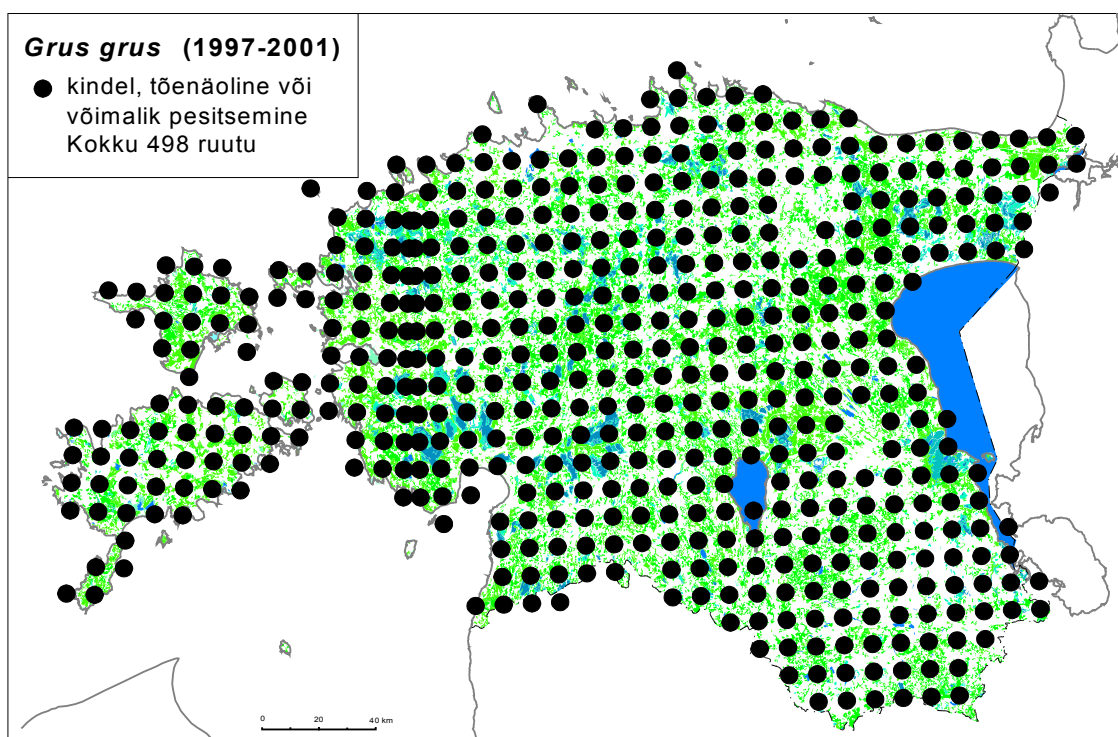 Grus grus (1997-2001)
kindel, tõenäoline või
võimalik pesitsemine
Kokku 498 ruutu
0 20 40 km